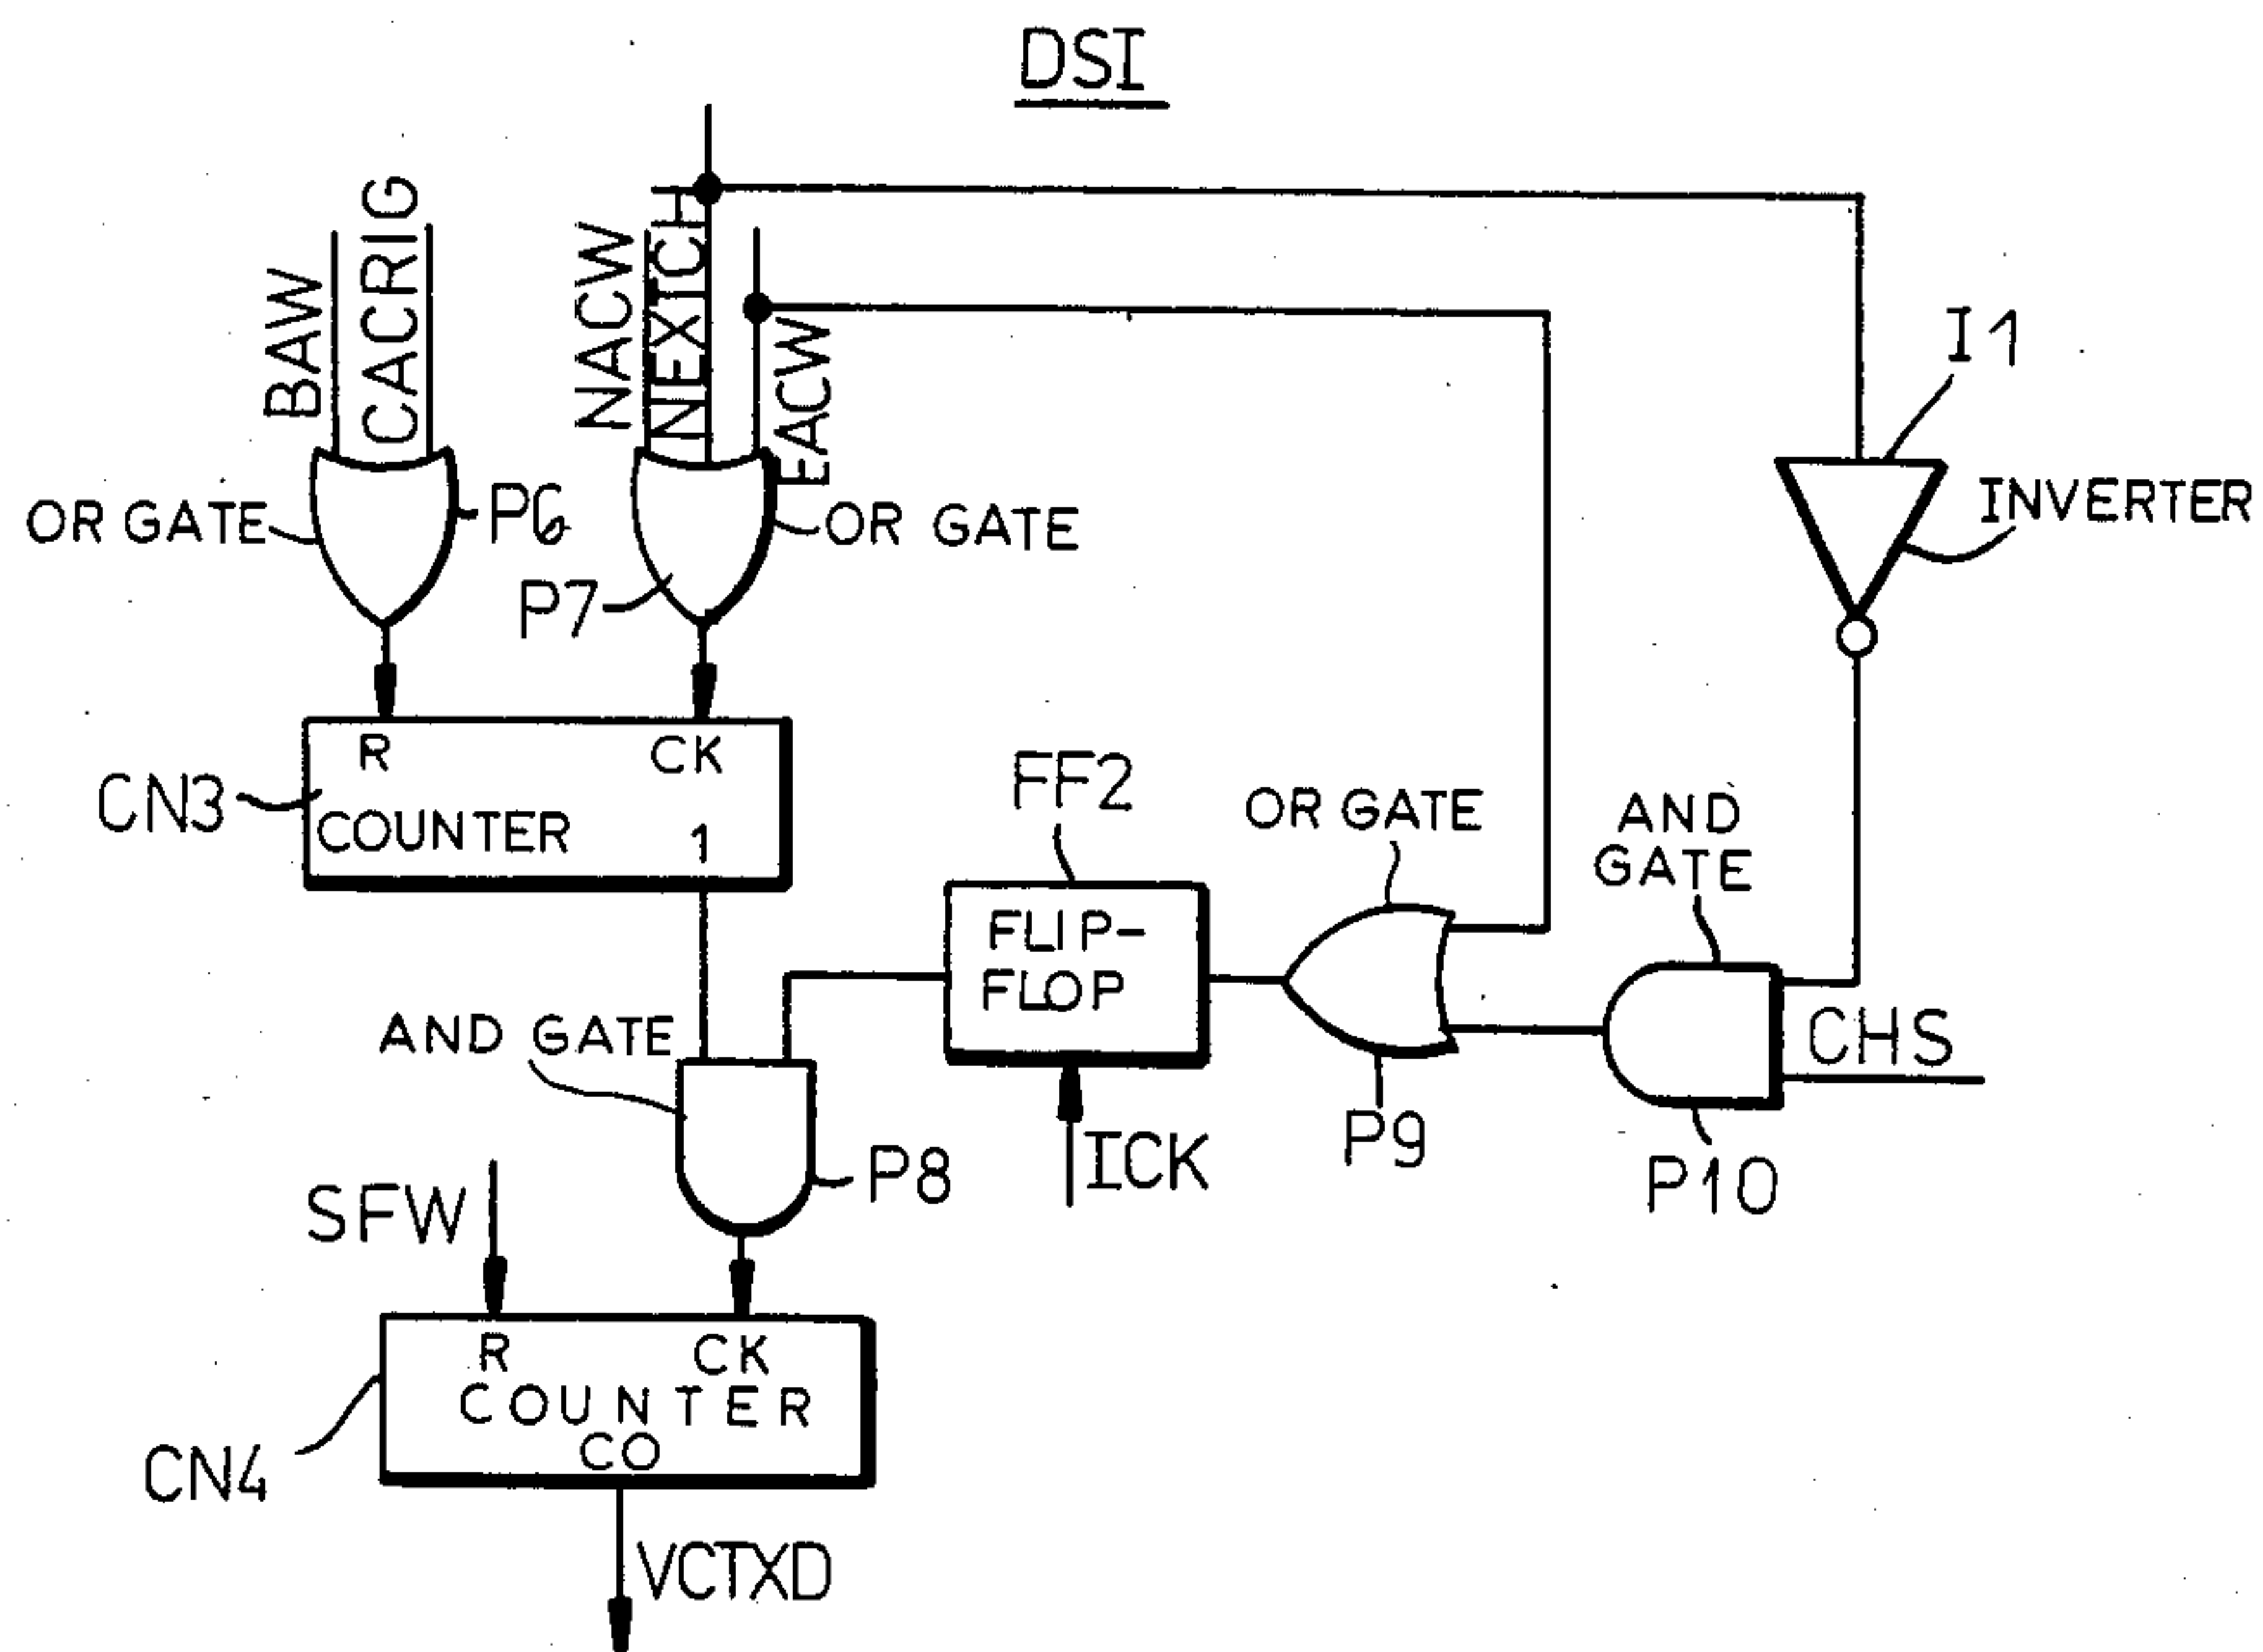 DSI
BAW
CACRIG
NACW
NEXTCH
EACW
I1
INVERTER
OR GATE
P6
OR GATE
P7
R
CK
CN3
COUNTER
1
FF2
FLIP-
FLOP
OR GATE
AND
GATE
CHS
AND GATE
P8
ICK
P9
P10
SFW
R
CK
COUNTER
CO
CN4
VCTXD